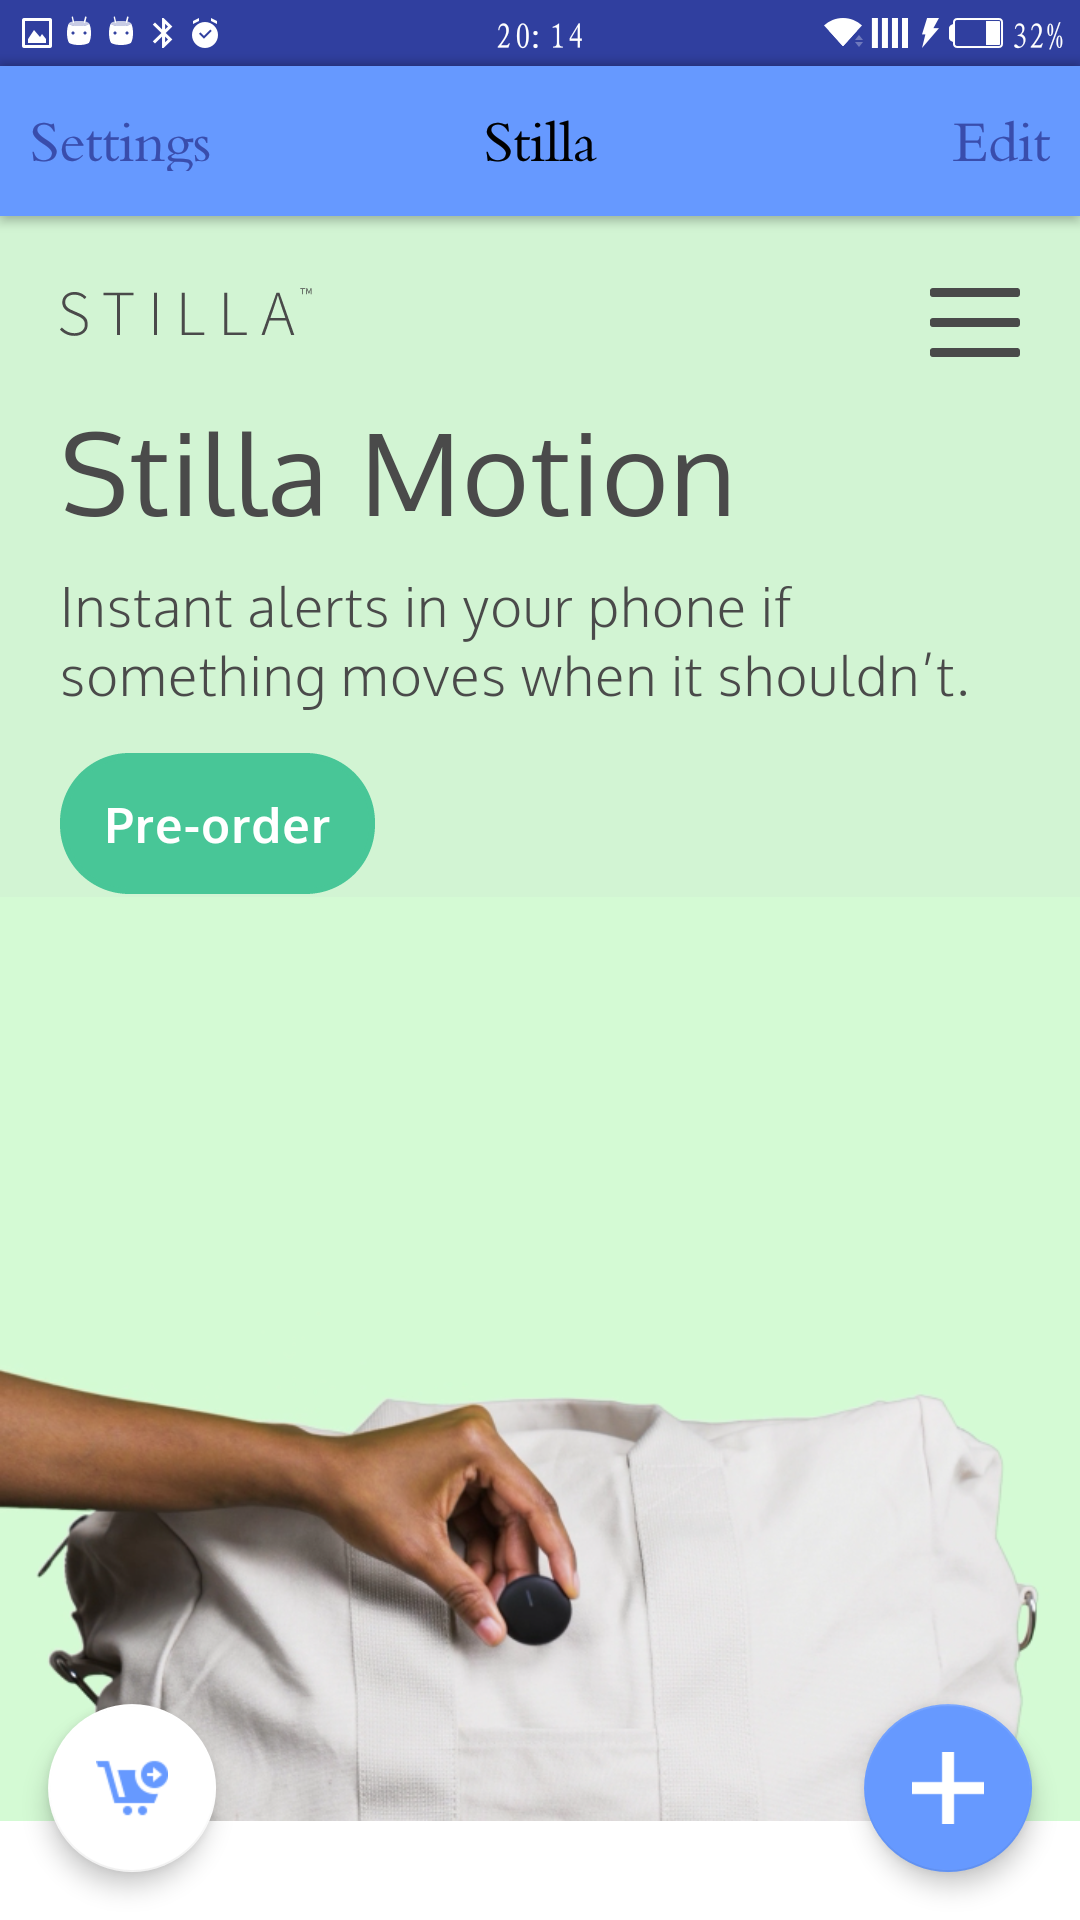 20:14
32%
Settings
Stilla
Edit
STILLA™
Stilla Motion
Instant alerts in your phone if
something moves when it shouldn't.
Pre-order